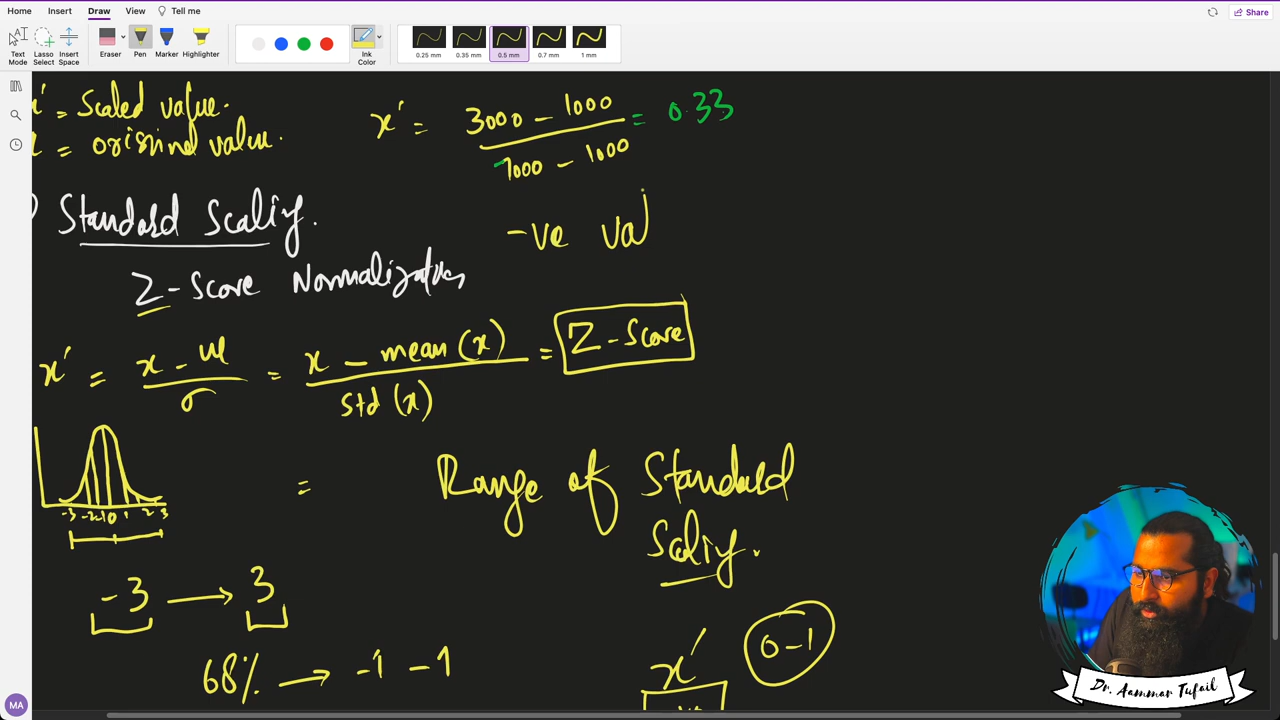 Home Insert Draw View Tell me
Share
Text Mode Lasso Select Insert Space Eraser Pen Marker Highlighter Ink Color 0.25 mm 0.35 mm 0.5 mm 0.7 mm 1 mm
x' = Scaled value.
= original value.
x' = 3000 - 1000 = 0.33
7000 - 1000
) Standard Scaliy.
-ve val
Z-Score Normalization
x' = x - μ = x - mean (x) = Z-Score
σ std (x)
-3 -2 -1 0 1 2 3
= Range of Standard
Scaliy.
-3 → 3
0-1
68% → -1 -1
x'
MA
Dr. Aammar Tufail